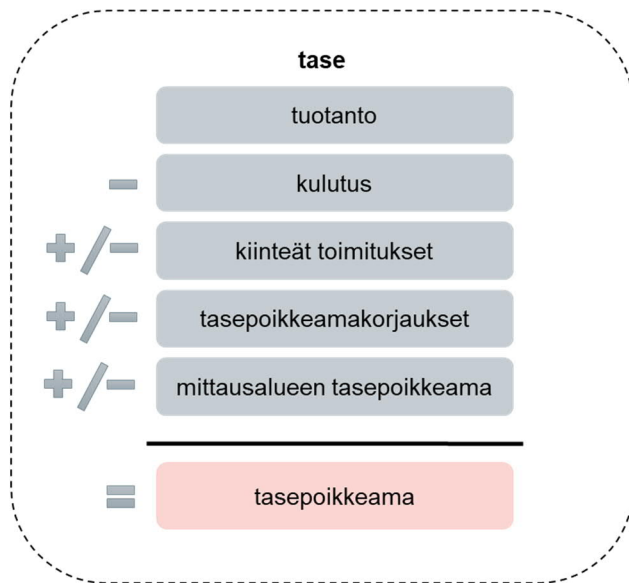 tase
tuotanto
− kulutus
+/− kiinteät toimitukset
+/− tasepoikkeamakorjaukset
+/− mittausalueen tasepoikkeama
= tasepoikkeama